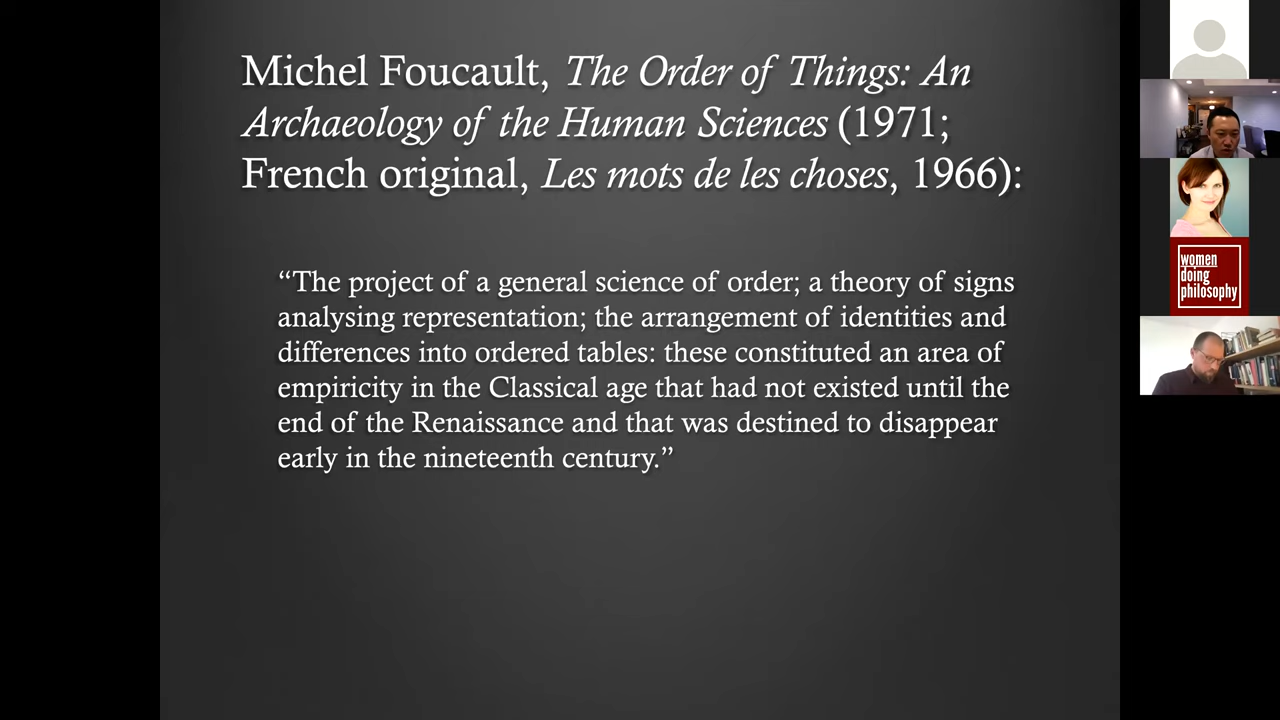 Michel Foucault, The Order of Things: An
Archaeology of the Human Sciences (1971;
French original, Les mots de les choses, 1966):
“The project of a general science of order; a theory of signs
analysing representation; the arrangement of identities and
differences into ordered tables: these constituted an area of
empiricity in the Classical age that had not existed until the
end of the Renaissance and that was destined to disappear
early in the nineteenth century.”
women
doing
philosophy